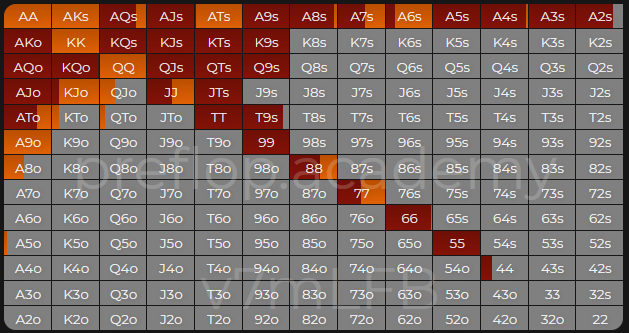 AA AKs AQs AJs ATs A9s A8s A7s A6s A5s A4s A3s A2s
AKo KK KQs KJs KTs K9s K8s K7s K6s K5s K4s K3s K2s
AQo KQo QQ QJs QTs Q9s Q8s Q7s Q6s Q5s Q4s Q3s Q2s
AJo KJo QJo JJ JTs J9s J8s J7s J6s J5s J4s J3s J2s
ATo KTo QTo JTo TT T9s T8s T7s T6s T5s T4s T3s T2s
A9o K9o Q9o J9o T9o 99 98s 97s 96s 95s 94s 93s 92s
preflop.academy
A8o K8o Q8o J8o T8o 98o 88 87s 86s 85s 84s 83s 82s
A7o K7o Q7o J7o T7o 97o 87o 77 76s 75s 74s 73s 72s
A6o K6o Q6o J6o T6o 96o 86o 76o 66 65s 64s 63s 62s
A5o K5o Q5o J5o T5o 95o 85o 75o 65o 55 54s 53s 52s
A4o K4o Q4o J4o T4o 94o 84o 74o 64o 54o 44 43s 42s
v7mLFB
A3o K3o Q3o J3o T3o 93o 83o 73o 63o 53o 43o 33 32s
A2o K2o Q2o J2o T2o 92o 82o 72o 62o 52o 42o 32o 22